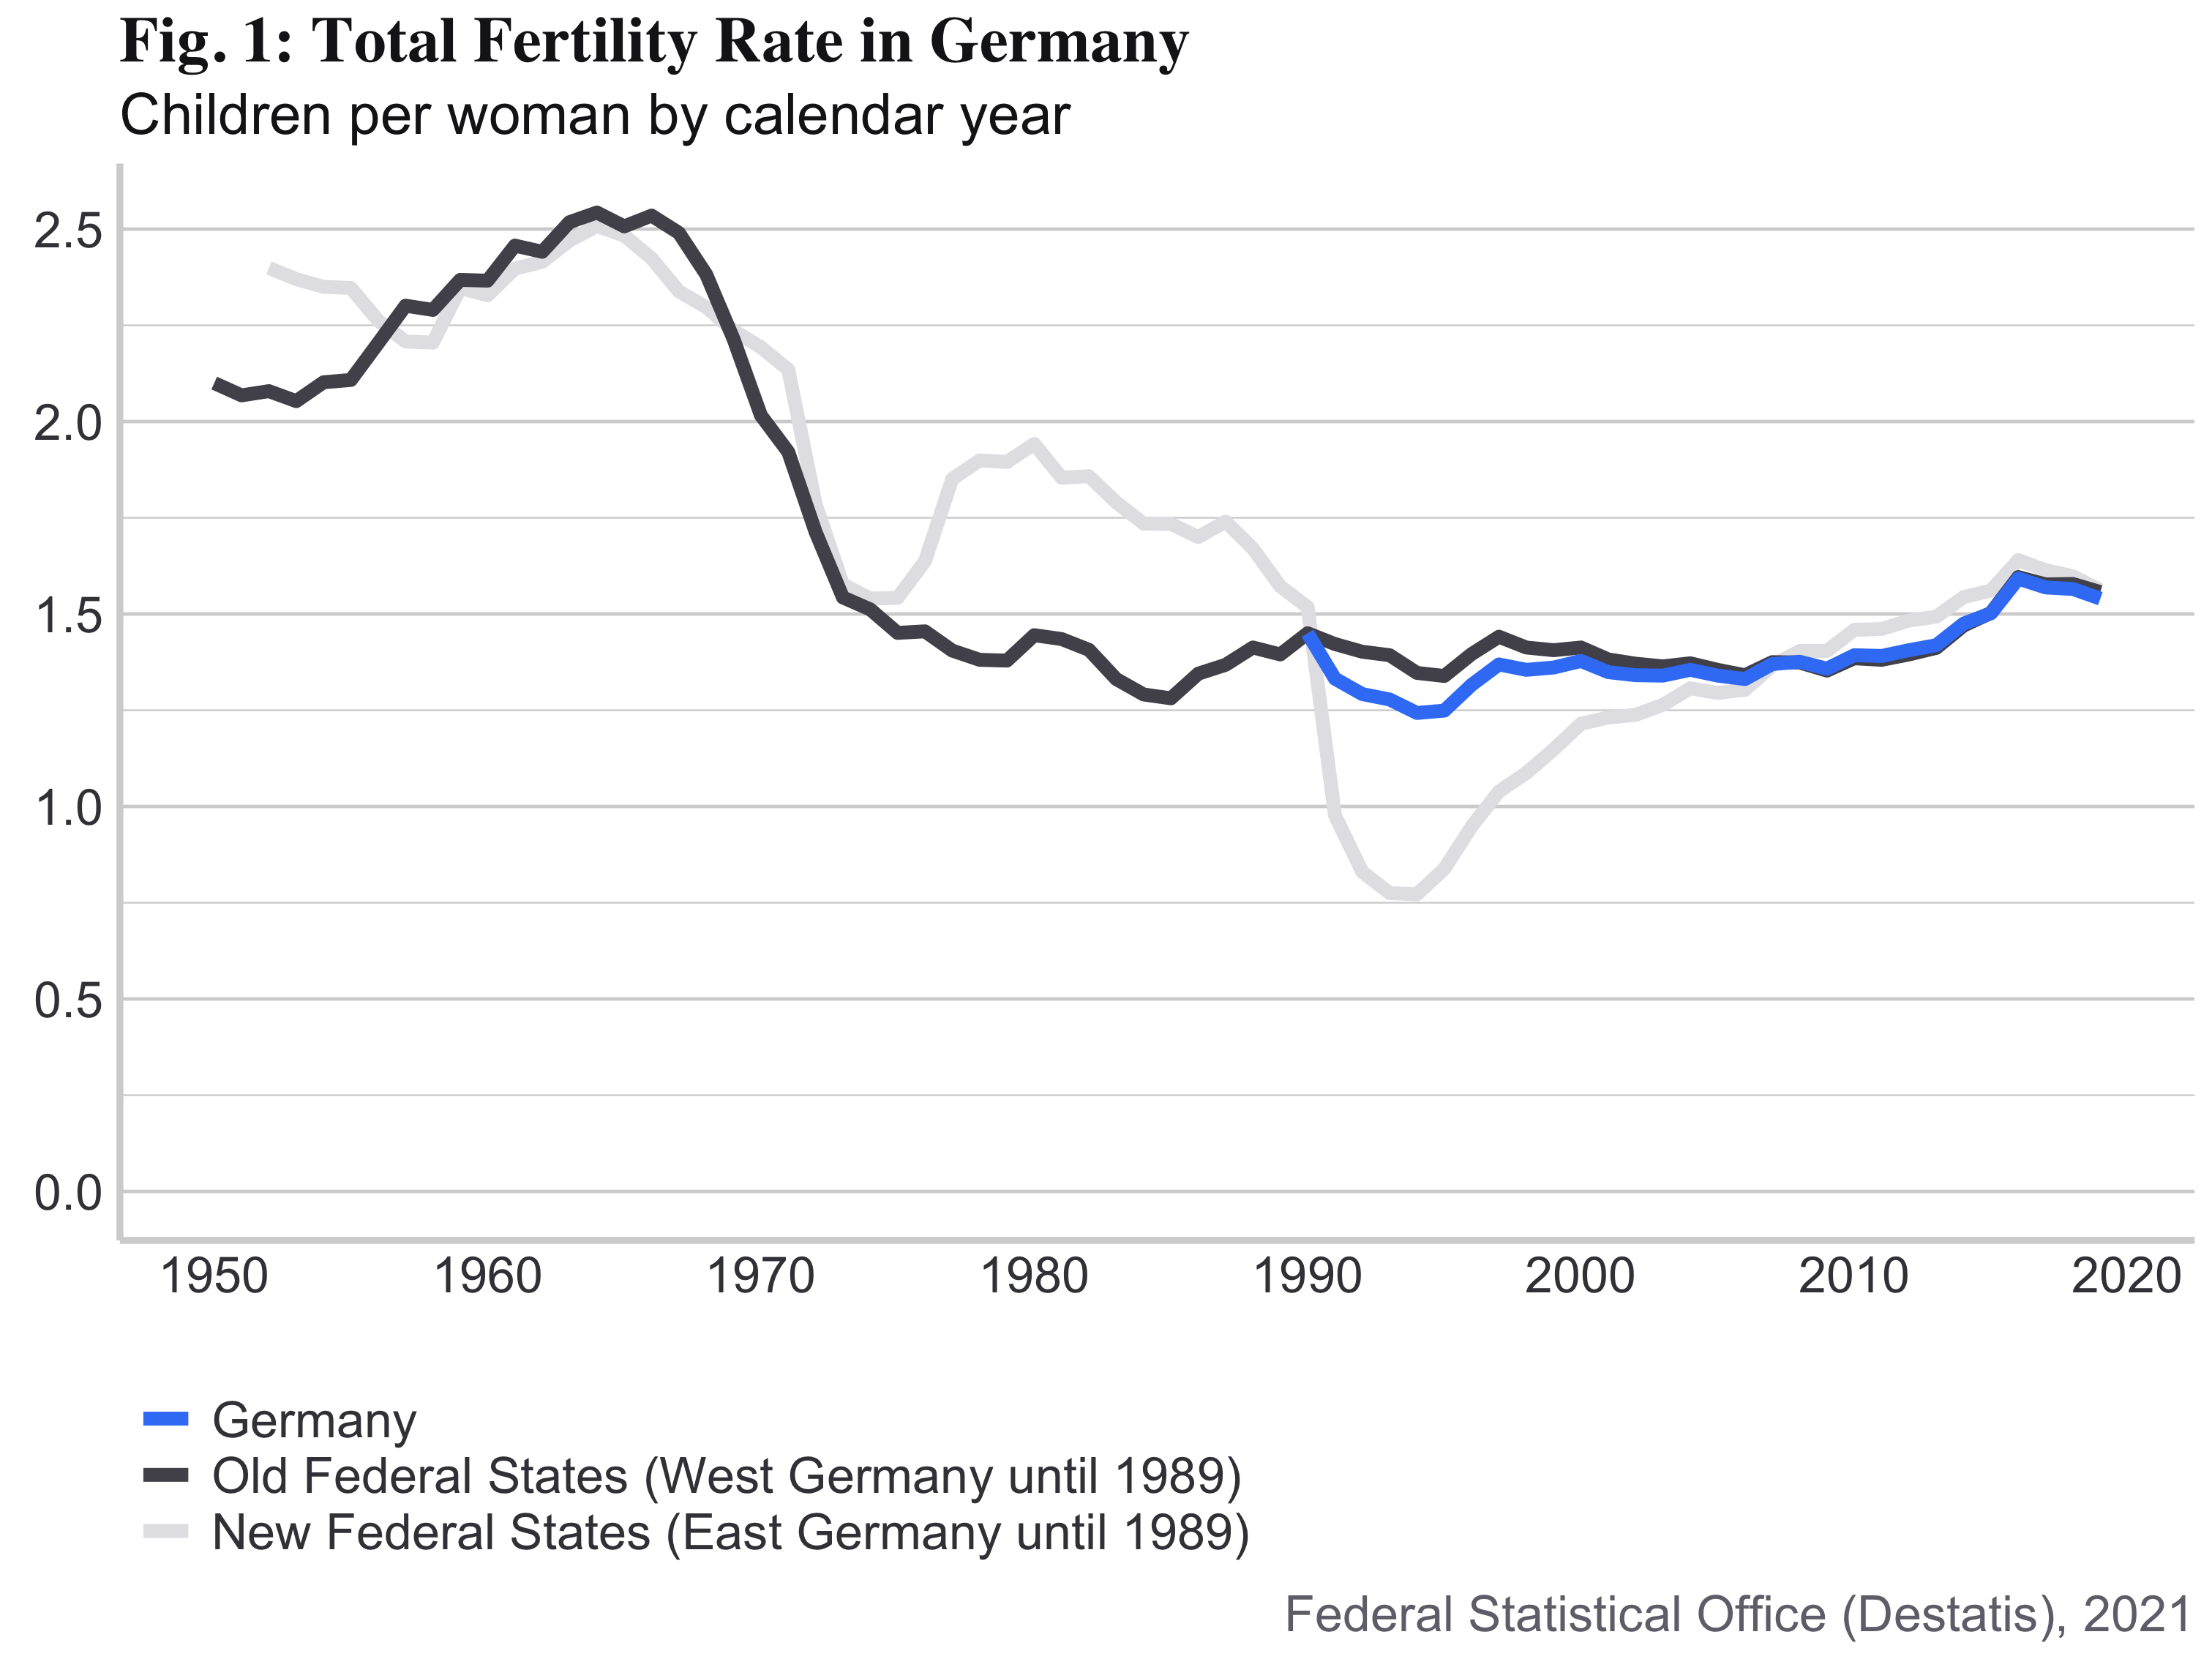 Fig. 1: Total Fertility Rate in Germany
Children per woman by calendar year
2.5
2.0
1.5
1.0
0.5
0.0
1950 1960 1970 1980 1990 2000 2010 2020
Germany
Old Federal States (West Germany until 1989)
New Federal States (East Germany until 1989)
Federal Statistical Office (Destatis), 2021